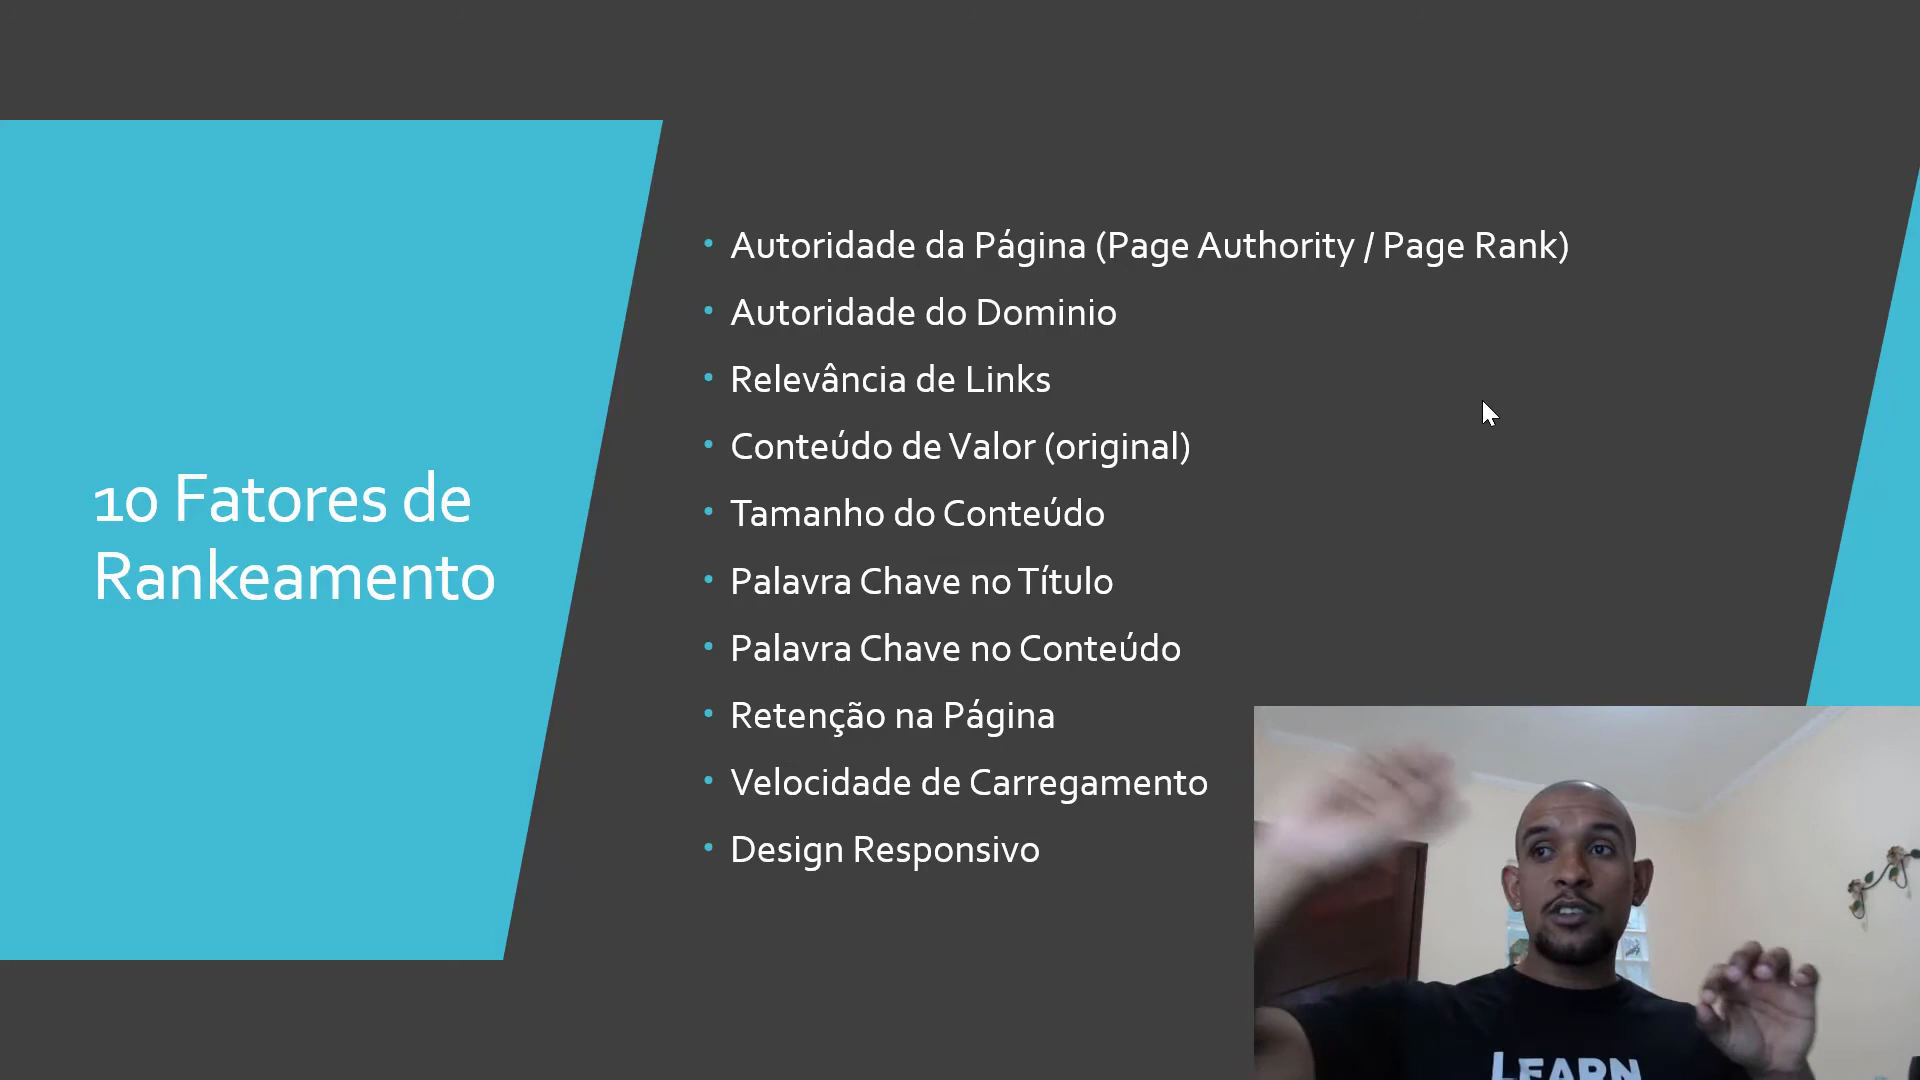 10 Fatores de
Rankeamento
Autoridade da Página (Page Authority / Page Rank)
Autoridade do Dominio
Relevância de Links
Conteúdo de Valor (original)
Tamanho do Conteúdo
Palavra Chave no Título
Palavra Chave no Conteúdo
Retenção na Página
Velocidade de Carregamento
Design Responsivo
LEARN